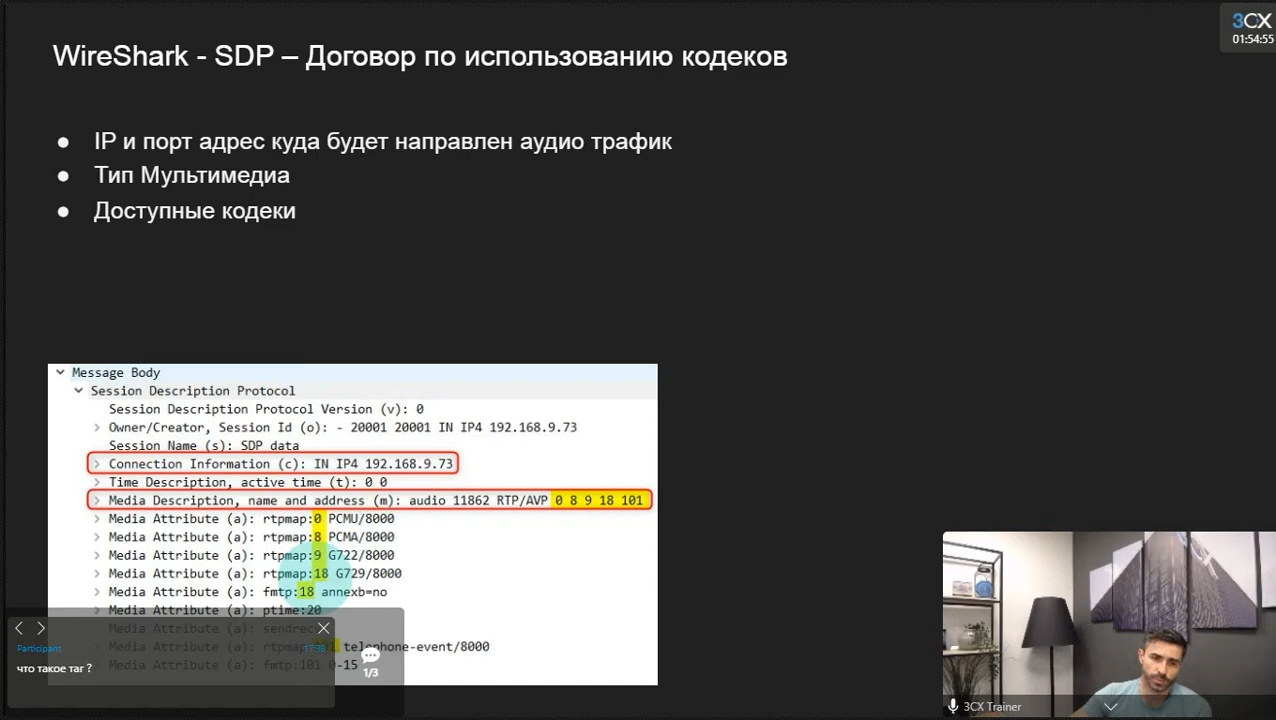 3CX
01:54:55
WireShark - SDP – Договор по использованию кодеков
● IP и порт адрес куда будет направлен аудио трафик
● Тип Мультимедиа
● Доступные кодеки
Message Body
Session Description Protocol
Session Description Protocol Version (v): 0
Owner/Creator, Session Id (o): - 20001 20001 IN IP4 192.168.9.73
Session Name (s): SDP data
Connection Information (c): IN IP4 192.168.9.73
Time Description, active time (t): 0 0
Media Description, name and address (m): audio 11862 RTP/AVP 0 8 9 18 101
Media Attribute (a): rtpmap:0 PCMU/8000
Media Attribute (a): rtpmap:8 PCMA/8000
Media Attribute (a): rtpmap:9 G722/8000
Media Attribute (a): rtpmap:18 G729/8000
Media Attribute (a): fmtp:18 annexb=no
Media Attribute (a): ptime:20
Media Attribute (a): sendrec
Media Attribute (a): rtpmap: telephone-event/8000
Media Attribute (a): fmtp:101 0-15
Participant 17:38
что такое таг ?
1/3
3CX Trainer